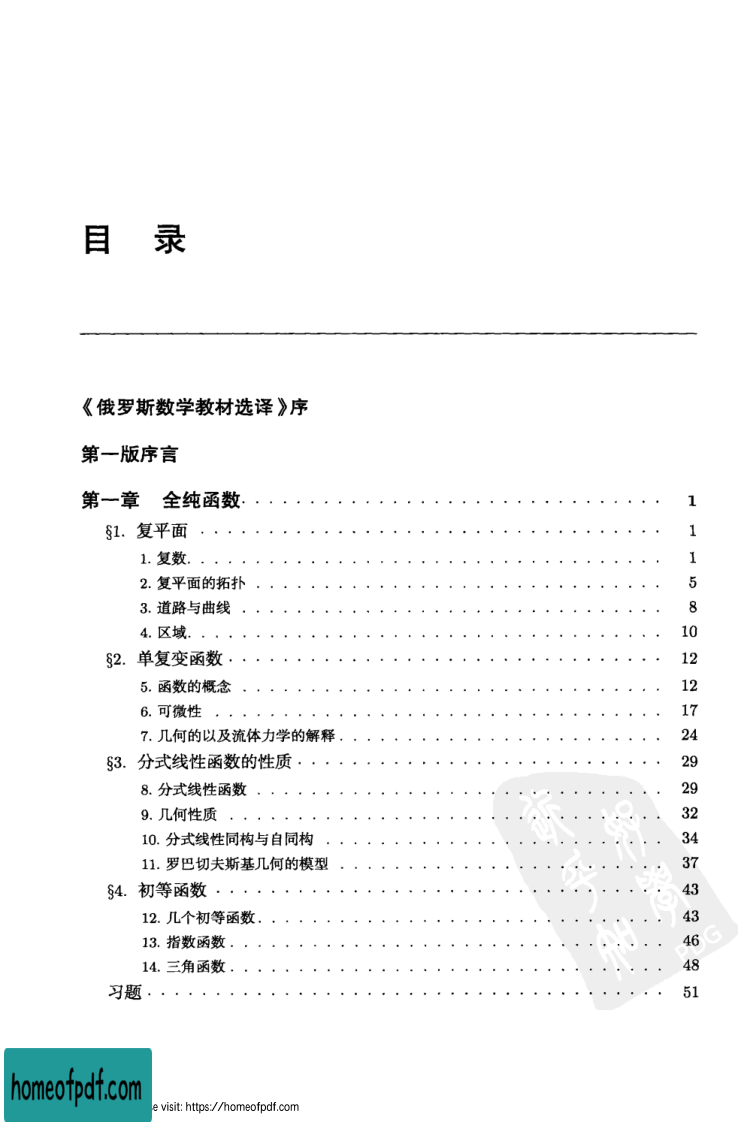 目 录
《俄罗斯数学教材选译》序
第一版序言
第一章 全纯函数 . . . . . . . . . . . . . . . . . . . . 1
§1. 复平面 . . . . . . . . . . . . . . . . . . . . 1
1. 复数. . . . . . . . . . . . . . . . . . . . 1
2. 复平面的拓扑 . . . . . . . . . . . . . . . . . . . . 5
3. 道路与曲线 . . . . . . . . . . . . . . . . . . . . 8
4. 区域. . . . . . . . . . . . . . . . . . . . 10
§2. 单复变函数 . . . . . . . . . . . . . . . . . . . . 12
5. 函数的概念 . . . . . . . . . . . . . . . . . . . . 12
6. 可微性 . . . . . . . . . . . . . . . . . . . . 17
7. 几何的以及流体力学的解释 . . . . . . . . . . . . . . . . . . . . 24
§3. 分式线性函数的性质 . . . . . . . . . . . . . . . . . . . . 29
8. 分式线性函数 . . . . . . . . . . . . . . . . . . . . 29
9. 几何性质 . . . . . . . . . . . . . . . . . . . . 32
10. 分式线性同构与自同构 . . . . . . . . . . . . . . . . . . . . 34
11. 罗巴切夫斯基几何的模型 . . . . . . . . . . . . . . . . . . . . 37
§4. 初等函数 . . . . . . . . . . . . . . . . . . . . 43
12. 几个初等函数. . . . . . . . . . . . . . . . . . . . 43
13. 指数函数. . . . . . . . . . . . . . . . . . . . 46
14. 三角函数. . . . . . . . . . . . . . . . . . . . 48
习题 . . . . . . . . . . . . . . . . . . . . 51
PDG
homeofpdf.com
e visit: https://homeofpdf.com